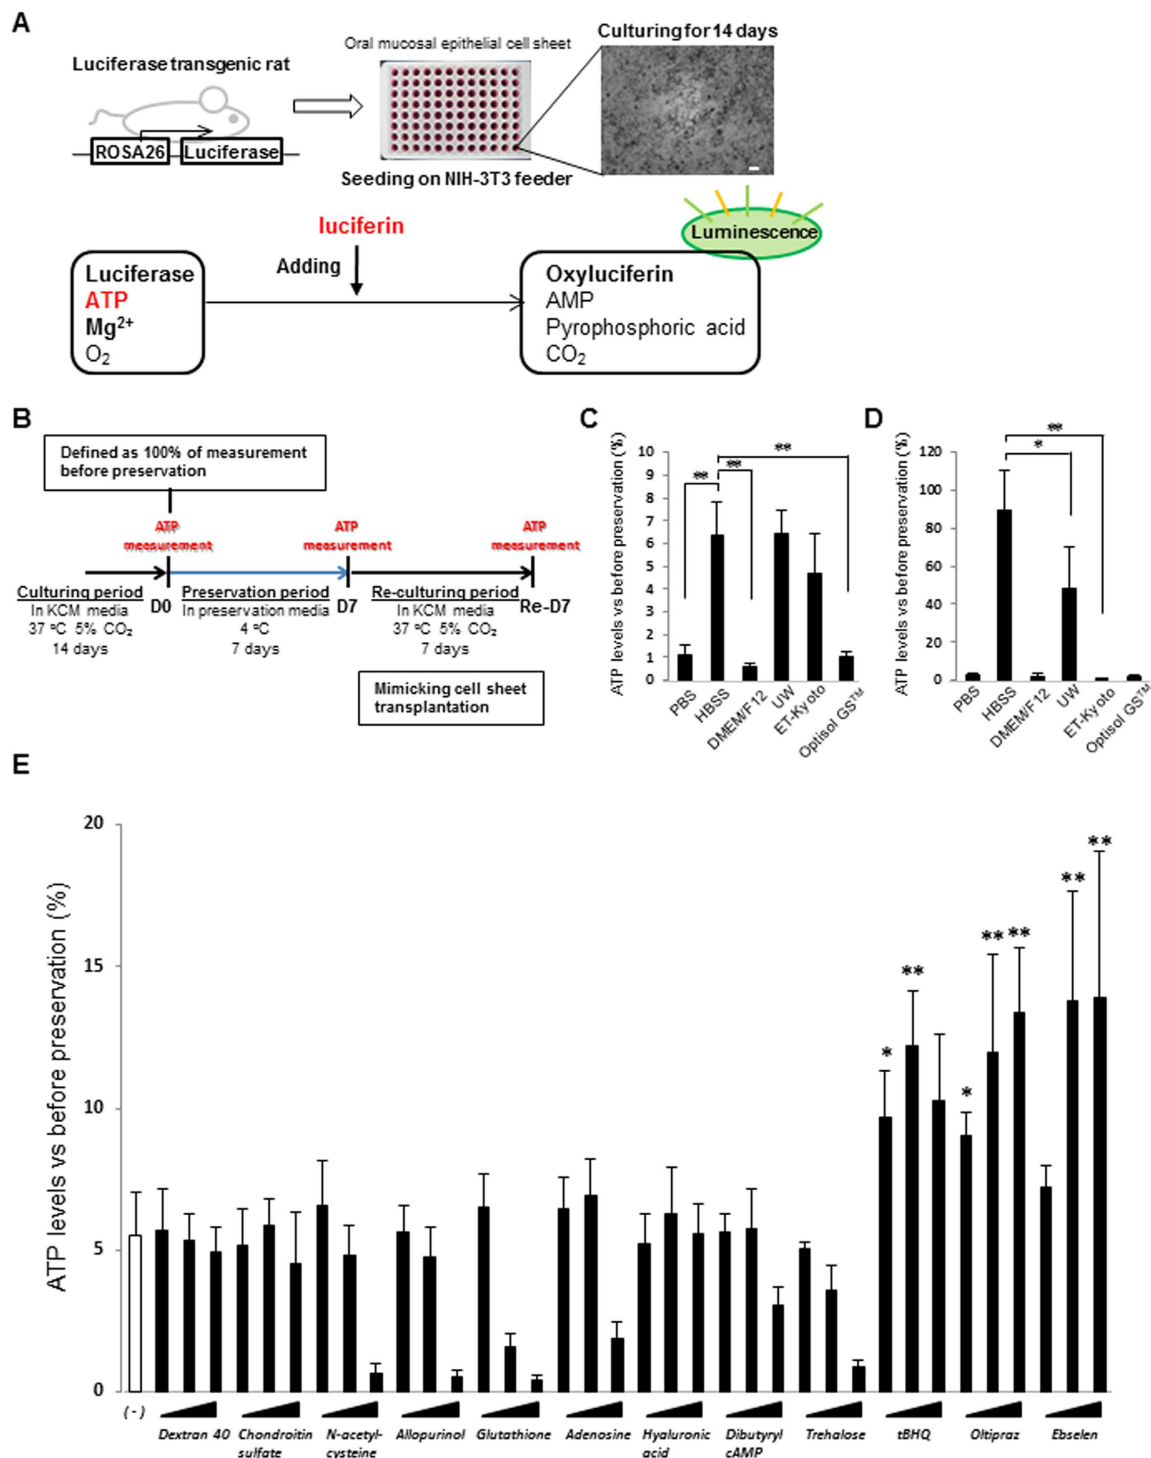 A
Luciferase transgenic rat
ROSA26
Luciferase
Oral mucosal epithelial cell sheet
Seeding on NIH-3T3 feeder
Culturing for 14 days
luciferin
Adding
Luminescence
Luciferase
ATP
Mg²⁺
O₂
Oxyluciferin
AMP
Pyrophosphoric acid
CO₂
B
Defined as 100% of measurement
before preservation
ATP
measurement
ATP
measurement
ATP
measurement
Culturing period
In KCM media
37 °C 5% CO₂
14 days
D0
Preservation period
In preservation media
4 °C
7 days
D7
Re-culturing period
In KCM media
37 °C 5% CO₂
7 days
Re-D7
Mimicking cell sheet
transplantation
C
ATP levels vs before preservation (%)
10
9
8
7
6
5
4
3
2
1
0
**
**
**
PBS
HBSS
DMEM/F12
UW
ET-Kyoto
Optisol GS™
D
ATP levels vs before preservation (%)
120
100
80
60
40
20
0
**
*
PBS
HBSS
DMEM/F12
UW
ET-Kyoto
Optisol GS™
E
ATP levels vs before preservation (%)
20
15
10
5
0
*
**
*
**
**
**
**
(-)
Dextran 40
Chondroitin
sulfate
N-acetyl-
cysteine
Allopurinol
Glutathione
Adenosine
Hyaluronic
acid
Dibutyryl
cAMP
Trehalose
tBHQ
Oltipraz
Ebselen